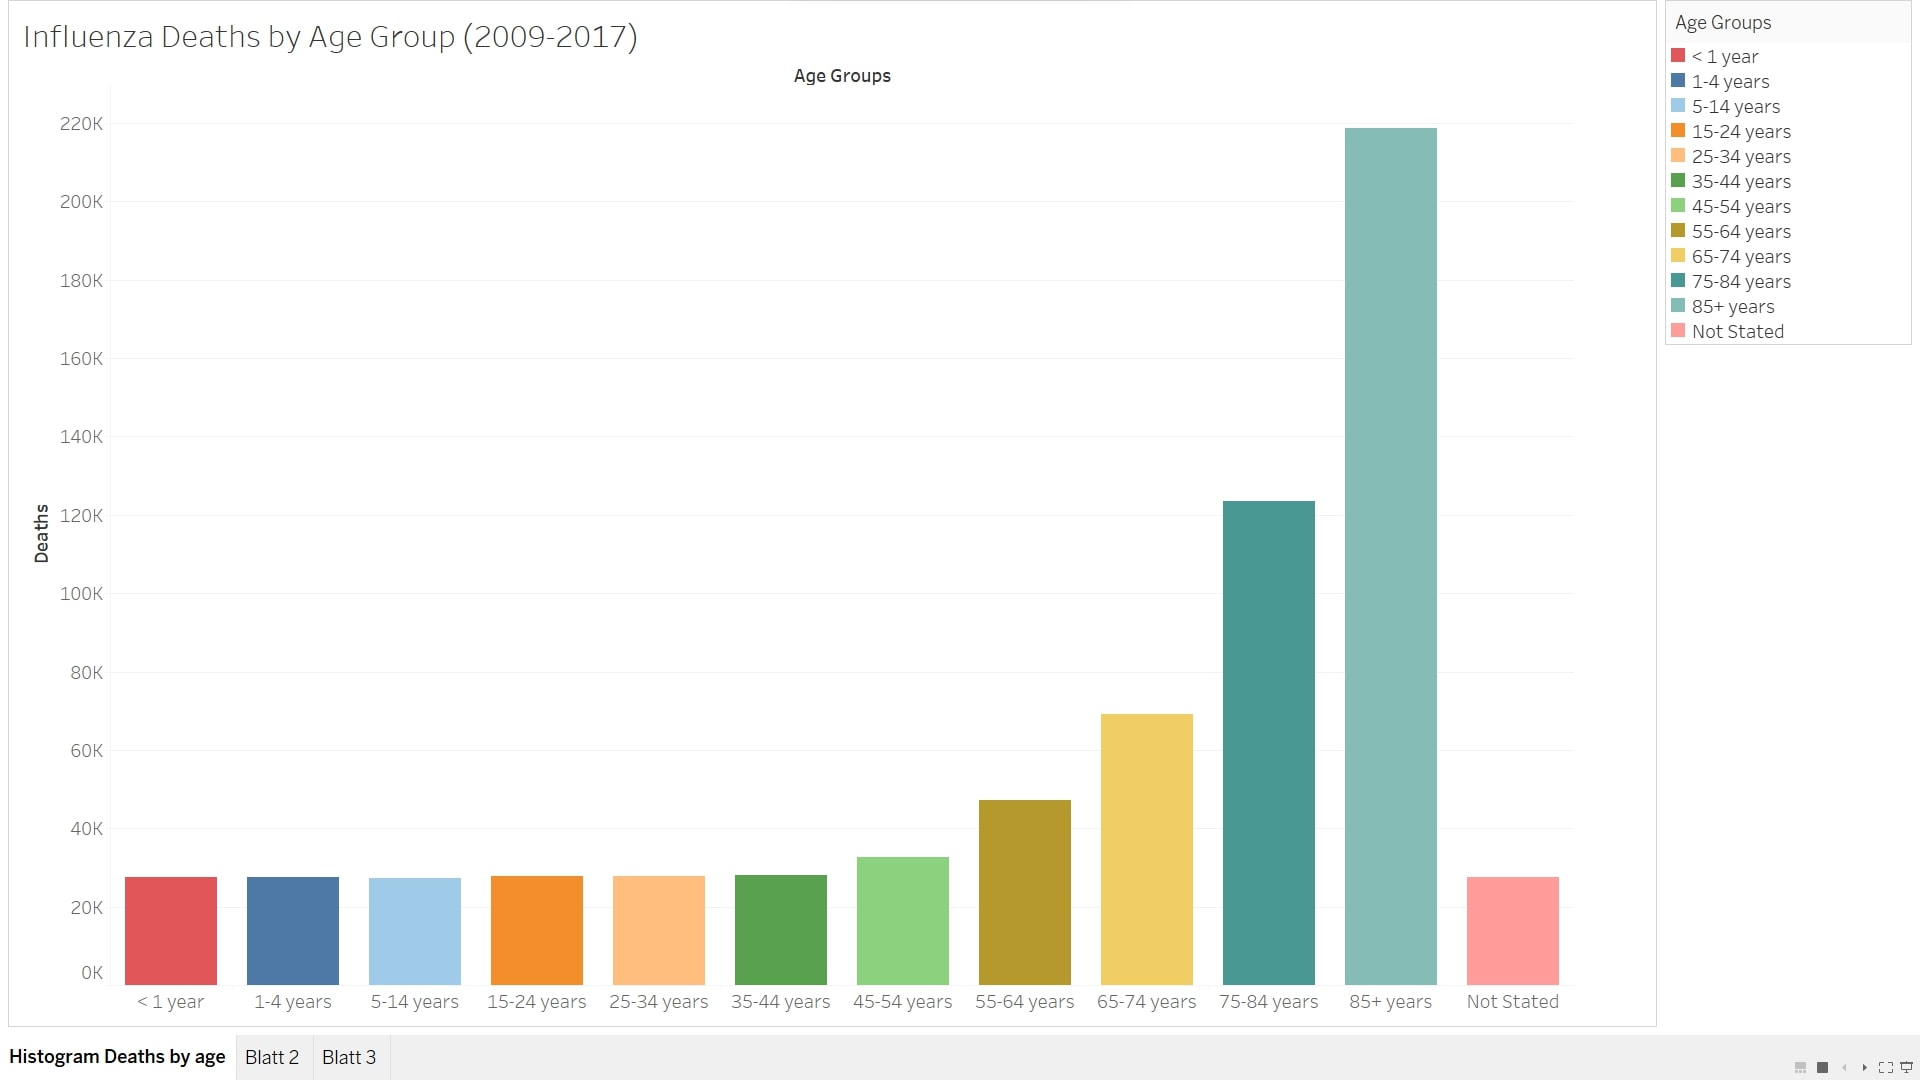 Influenza Deaths by Age Group (2009-2017)
Age Groups
220K
200K
180K
160K
140K
120K
100K
80K
60K
40K
20K
0K
Deaths
< 1 year
1-4 years
5-14 years
15-24 years
25-34 years
35-44 years
45-54 years
55-64 years
65-74 years
75-84 years
85+ years
Not Stated
Age Groups
< 1 year
1-4 years
5-14 years
15-24 years
25-34 years
35-44 years
45-54 years
55-64 years
65-74 years
75-84 years
85+ years
Not Stated
Histogram Deaths by age
Blatt 2
Blatt 3